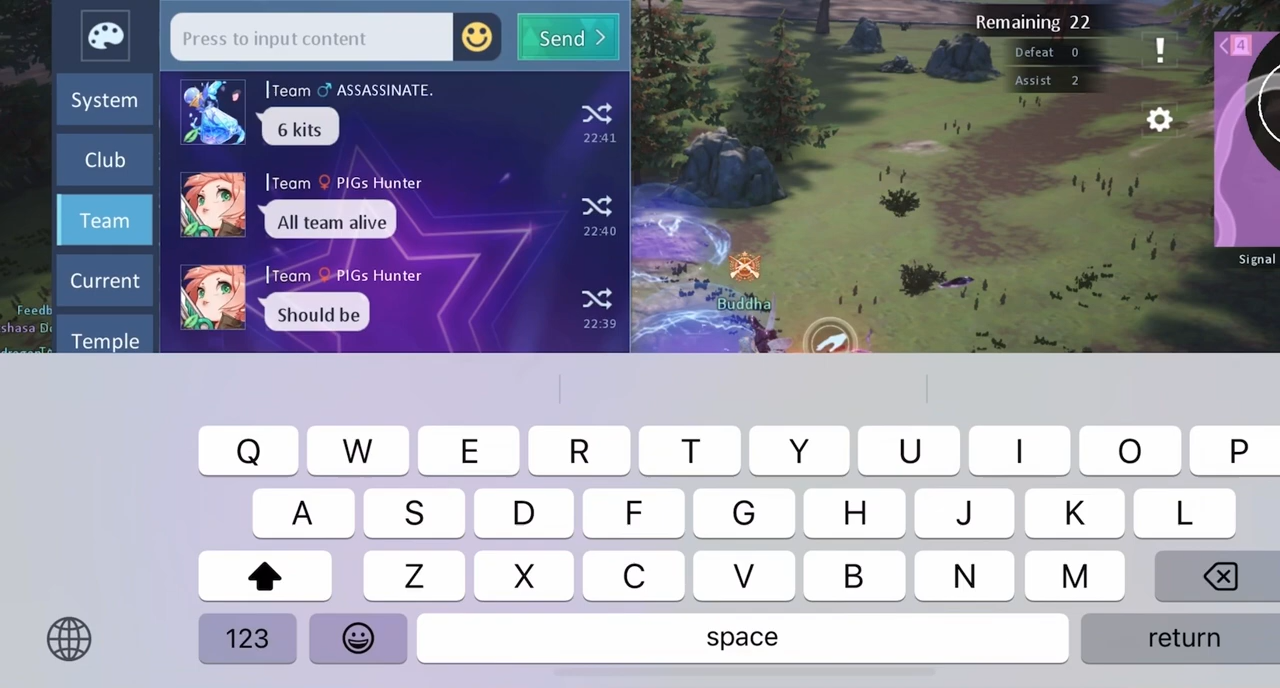 Press to input content
Send
System
Club
Team
Current
Temple
Team ♂ ASSASSINATE.
6 kits
22:41
Team ♀ PIGs Hunter
All team alive
22:40
Team ♀ PIGs Hunter
Should be
22:39
Feedb
shasa
Remaining 22
Defeat 0
Assist 2
4
Signal
Buddha
Q W E R T Y U I O P
A S D F G H J K L
Z X C V B N M
123
space
return